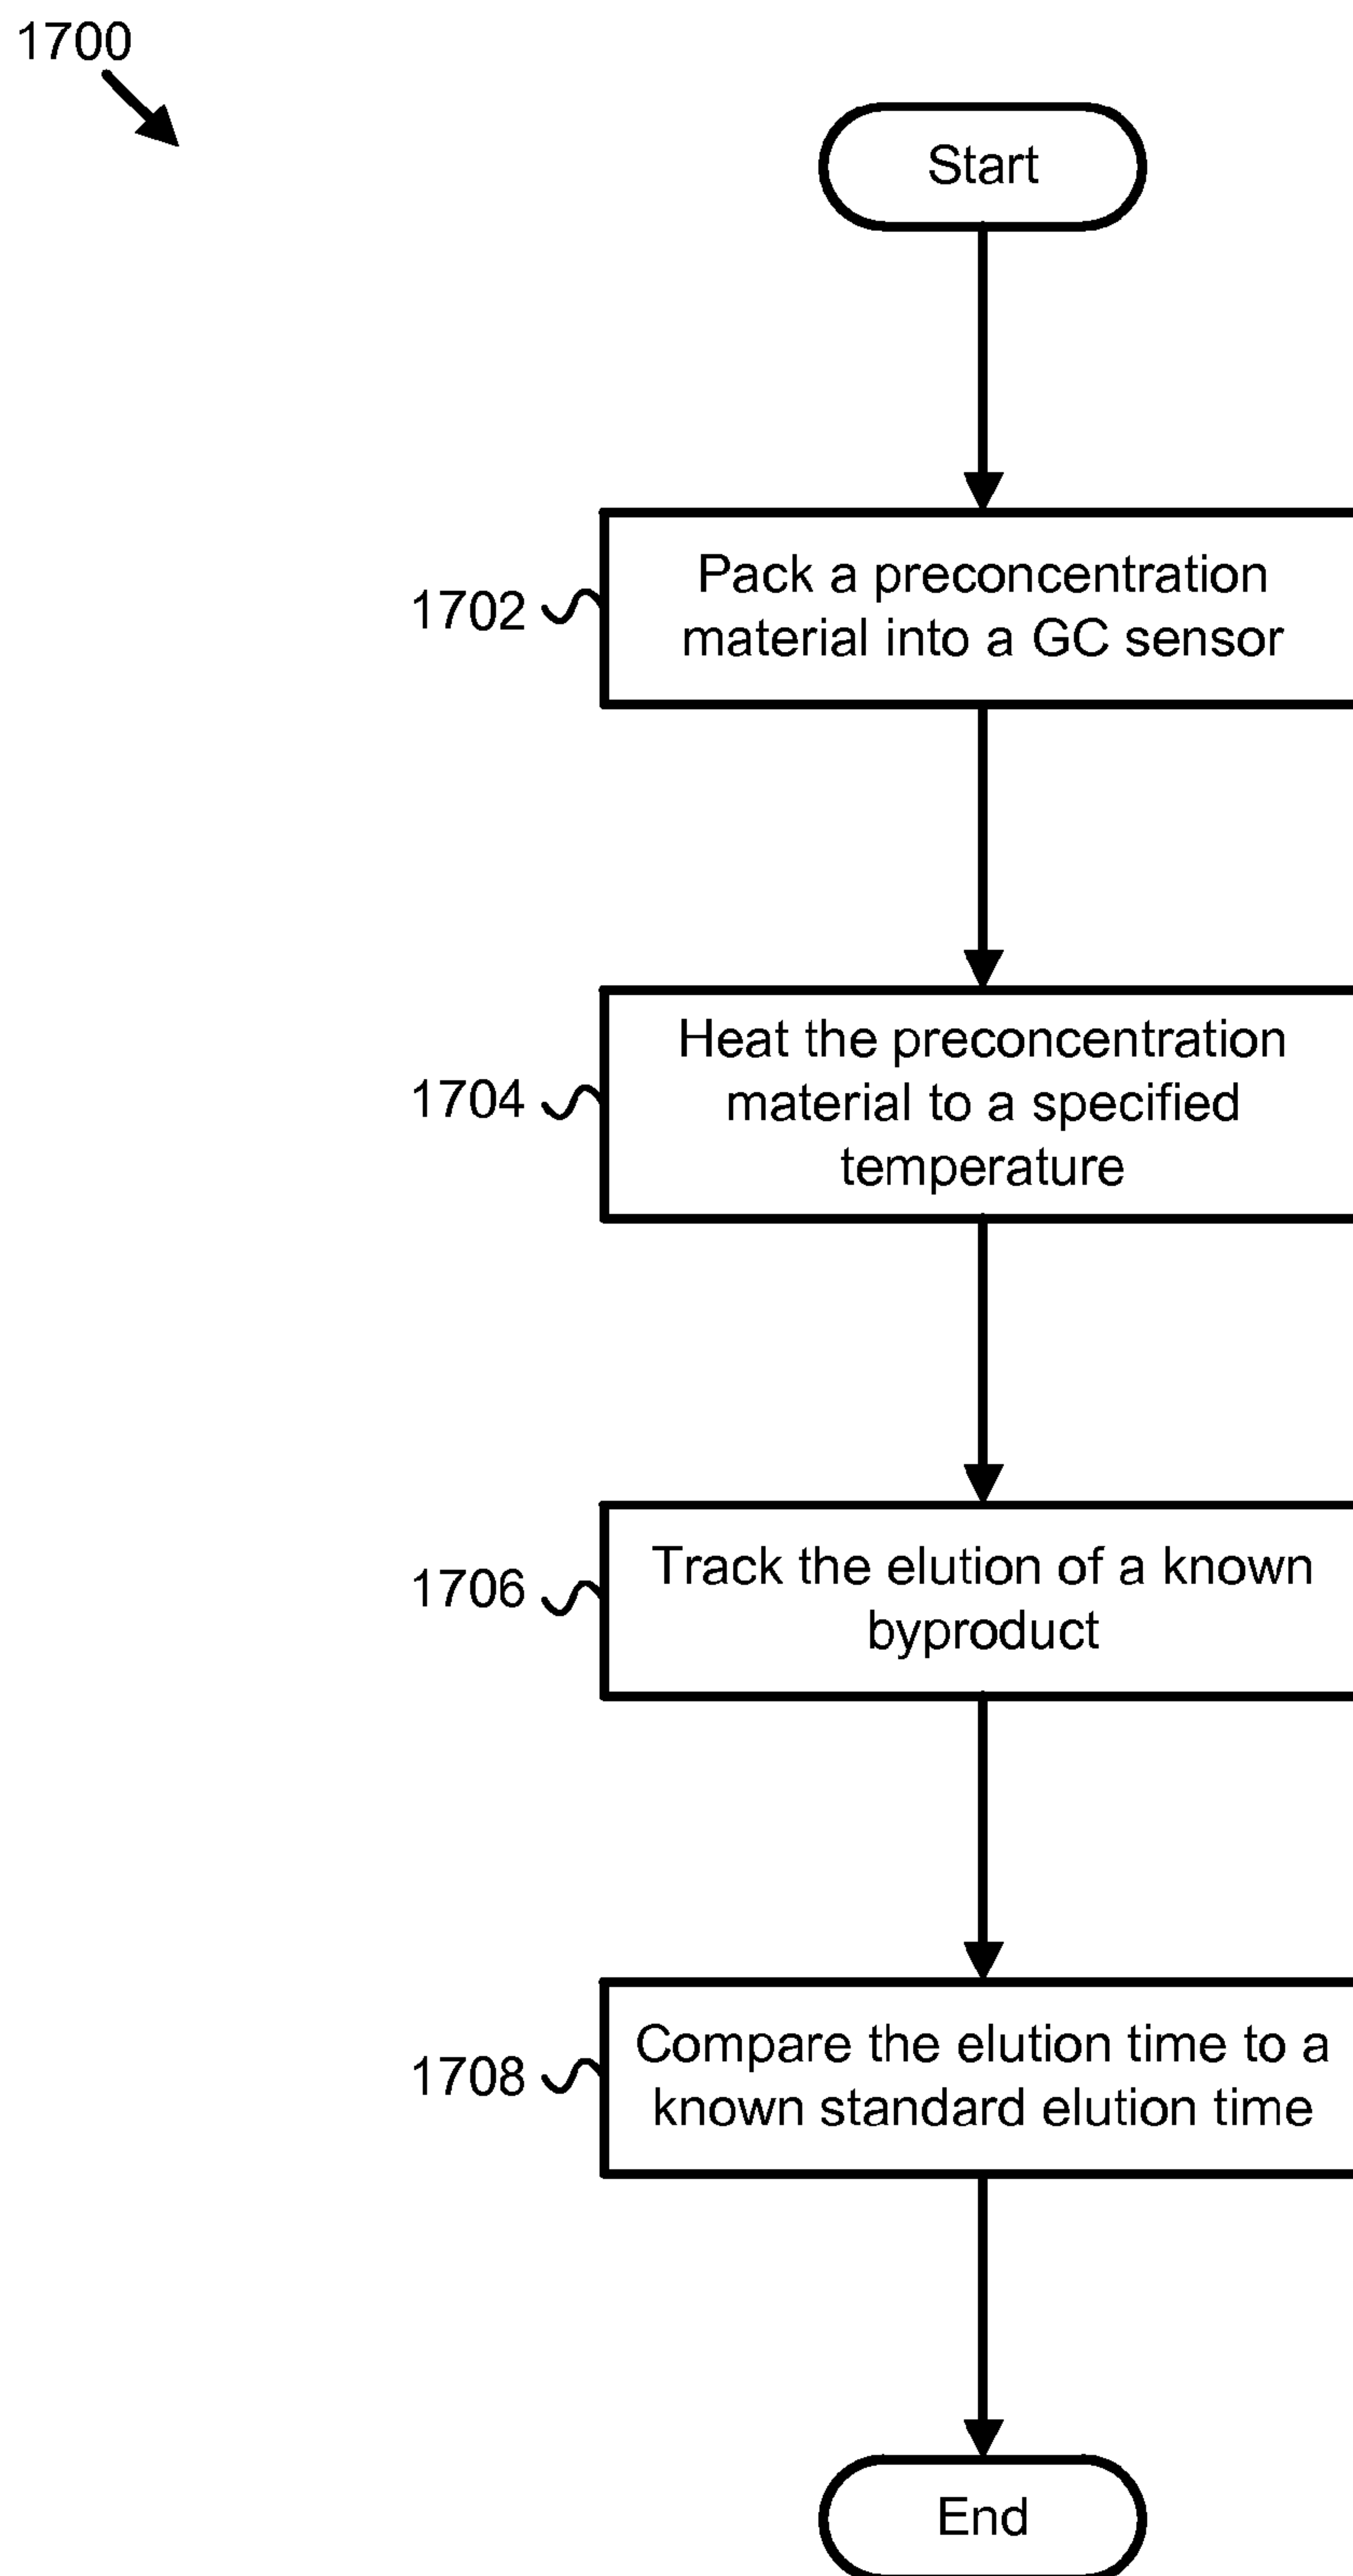 1700
Start
1702
Pack a preconcentration
material into a GC sensor
1704
Heat the preconcentration
material to a specified
temperature
1706
Track the elution of a known
byproduct
1708
Compare the elution time to a
known standard elution time
End